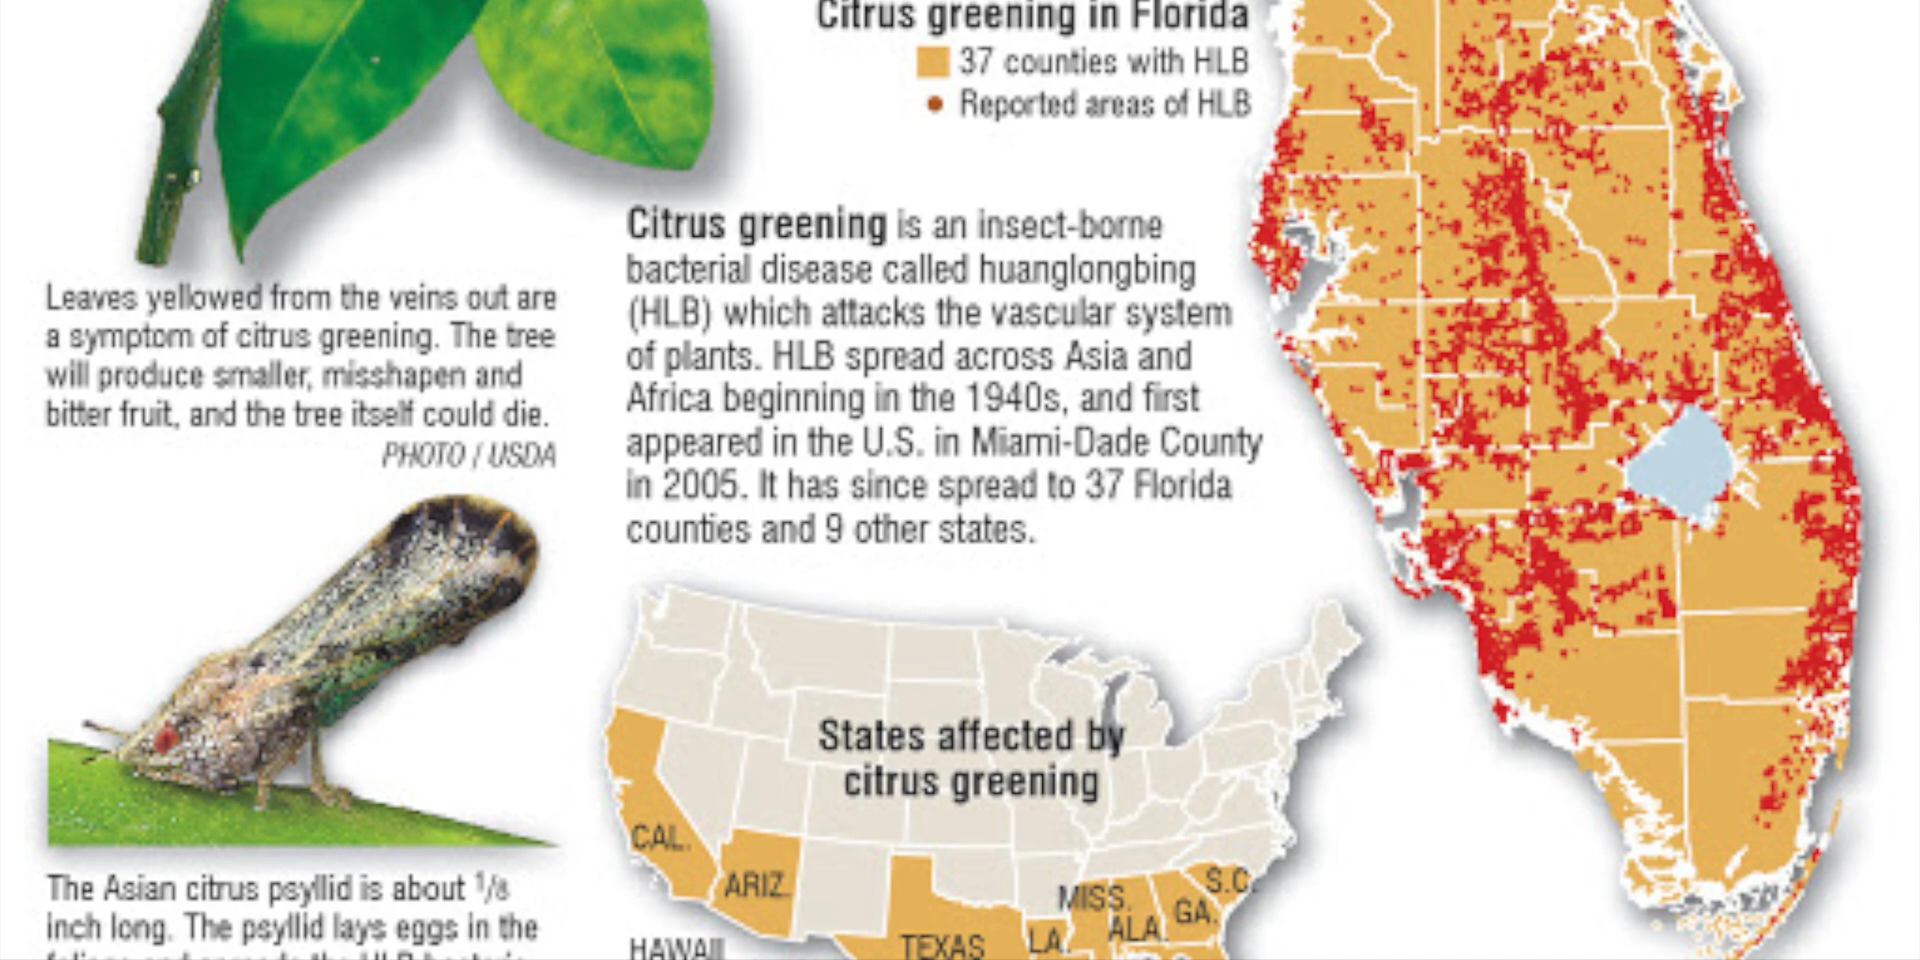 Citrus greening in Florida
37 counties with HLB
Reported areas of HLB
Citrus greening is an insect-borne
bacterial disease called huanglongbing
(HLB) which attacks the vascular system
of plants. HLB spread across Asia and
Africa beginning in the 1940s, and first
appeared in the U.S. in Miami-Dade County
in 2005. It has since spread to 37 Florida
counties and 9 other states.
Leaves yellowed from the veins out are
a symptom of citrus greening. The tree
will produce smaller, misshapen and
bitter fruit, and the tree itself could die.
PHOTO / USDA
The Asian citrus psyllid is about 1/8
inch long. The psyllid lays eggs in the
States affected by
citrus greening
CAL.
ARIZ.
TEXAS
LA.
MISS.
ALA.
GA.
S.C.
HAWAII